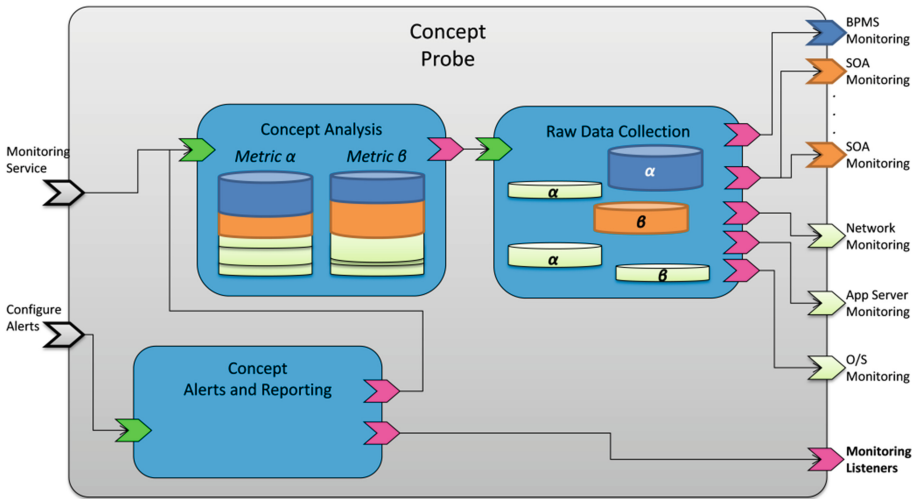 Concept
Probe
BPMS
Monitoring
SOA
Monitoring
.
.
.
SOA
Monitoring
Network
Monitoring
App Server
Monitoring
O/S
Monitoring
Monitoring
Listeners
Monitoring
Service
Configure
Alerts
Concept Analysis
Metric α
Metric β
Raw Data Collection
α
α
β
α
β
Concept
Alerts and Reporting